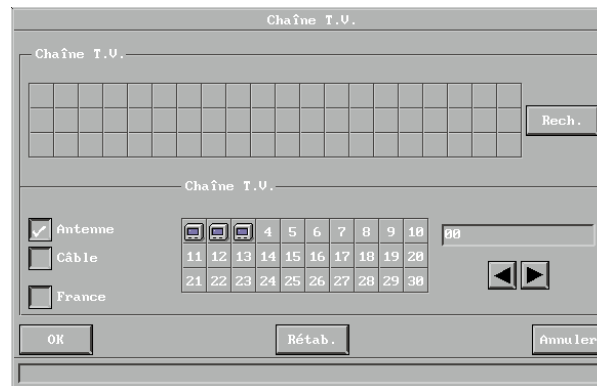 Chaîne T.V.
Chaîne T.V.
Rech.
Chaîne T.V.
Antenne
4 5 6 7 8 9 10
00
Câble
11 12 13 14 15 16 17 18 19 20
21 22 23 24 25 26 27 28 29 30
France
OK
Rétab.
Annuler